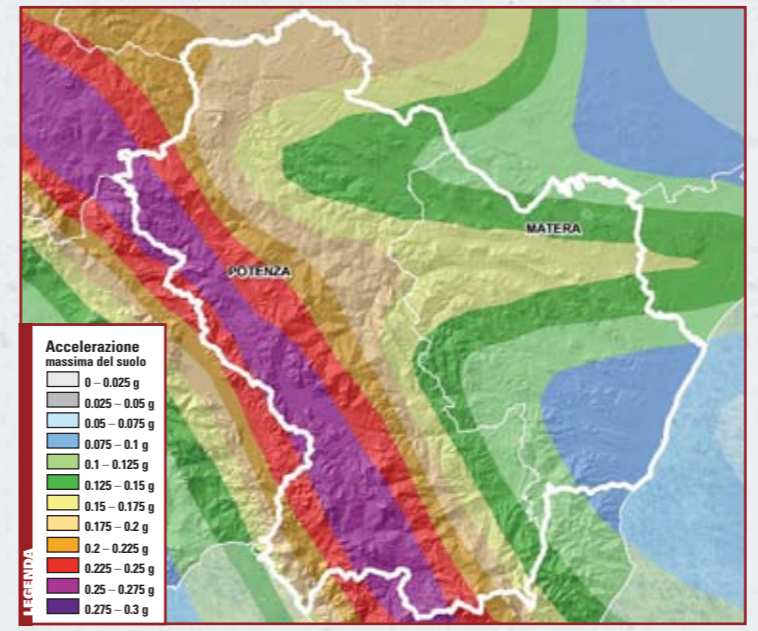 MATERA
POTENZA
Accelerazione
massima del suolo
0 – 0.025 g
0.025 – 0.05 g
0.05 – 0.075 g
0.075 – 0.1 g
0.1 – 0.125 g
0.125 – 0.15 g
0.15 – 0.175 g
0.175 – 0.2 g
0.2 – 0.225 g
0.225 – 0.25 g
0.25 – 0.275 g
0.275 – 0.3 g
LEGENDA